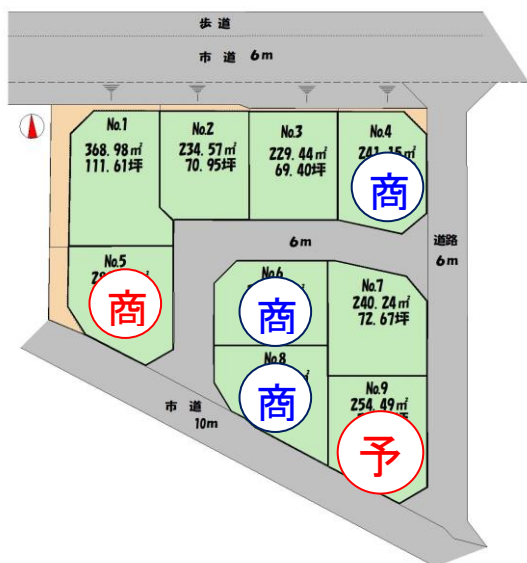 歩道
市道 6m
No.1
368.98㎡
111.61坪
No.2
234.57㎡
70.95坪
No.3
229.44㎡
69.40坪
No.4
商
6m
道路
6m
No.5
商
No.6
商
No.7
240.24㎡
72.67坪
No.8
商
No.9
254.49㎡
予
市道
10m